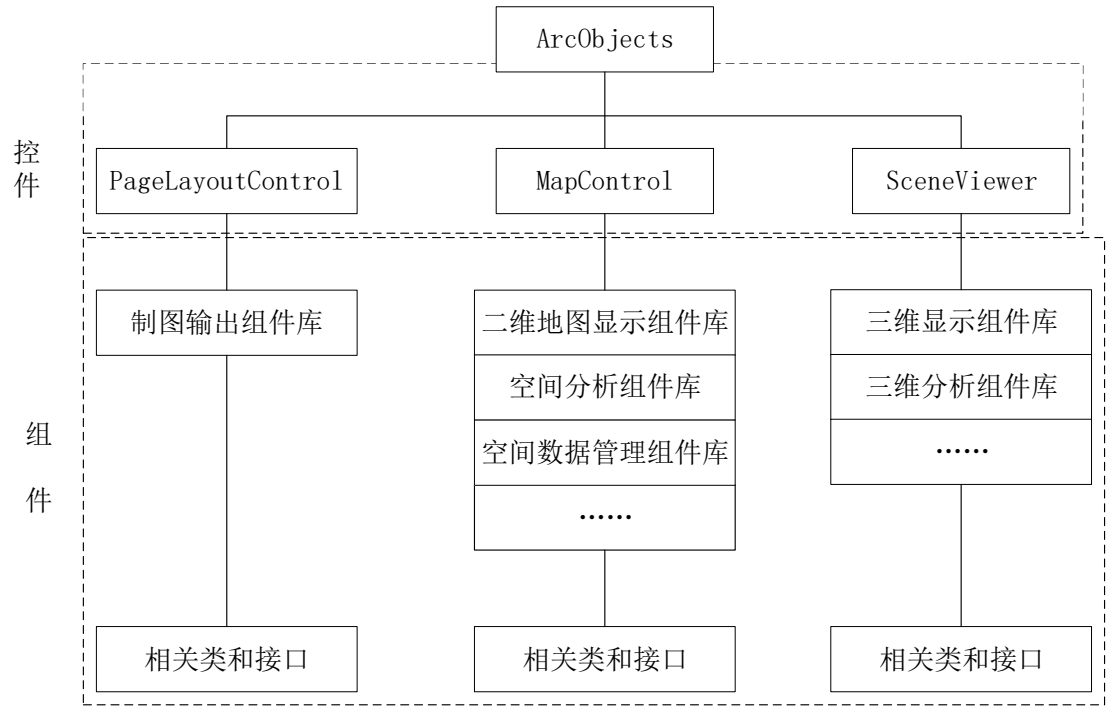 ArcObjects
控件
PageLayoutControl
MapControl
SceneViewer
组件
制图输出组件库
二维地图显示组件库
三维显示组件库
空间分析组件库
三维分析组件库
空间数据管理组件库
……
……
相关类和接口
相关类和接口
相关类和接口